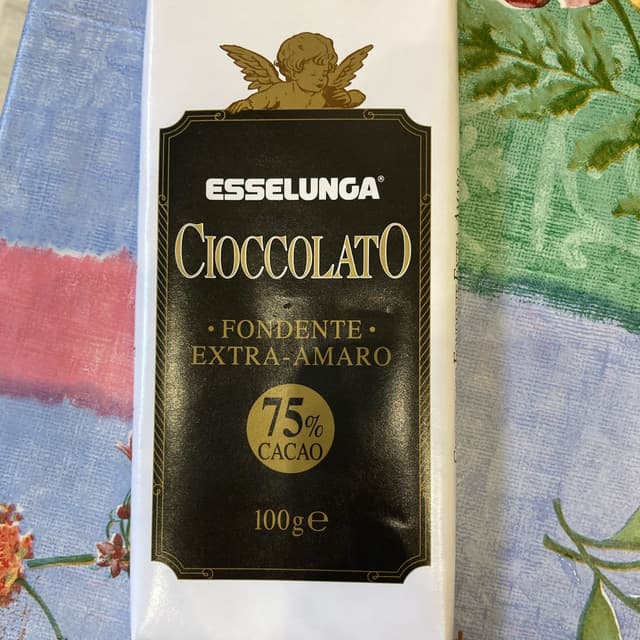 ESSELUNGA®
CIOCCOLATO
• FONDENTE •
EXTRA-AMARO
75%
CACAO
100g ℮